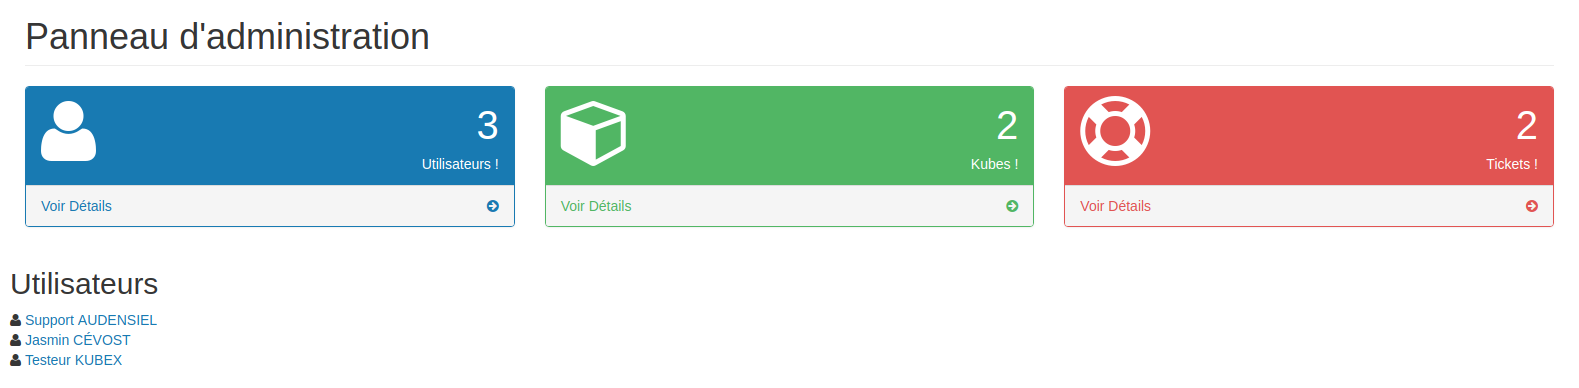 Panneau d'administration
3
Utilisateurs !
Voir Détails
2
Kubes !
Voir Détails
2
Tickets !
Voir Détails
Utilisateurs
Support AUDENSIEL
Jasmin CÉVOST
Testeur KUBEX